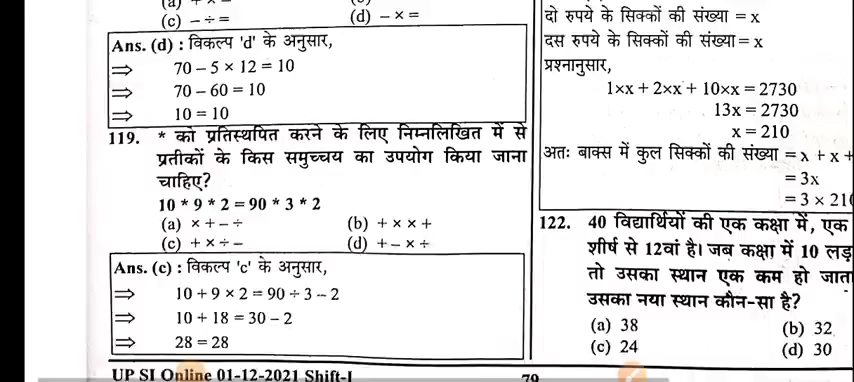 (c) – ÷ = (d) – × =
Ans. (d) : विकल्प 'd' के अनुसार,
⇒ 70 – 5 × 12 = 10
⇒ 70 – 60 = 10
⇒ 10 = 10
119. * को प्रतिस्थापित करने के लिए निम्नलिखित में से
प्रतीकों के किस समुच्चय का उपयोग किया जाना
चाहिए?
10 * 9 * 2 = 90 * 3 * 2
(a) × + – ÷ (b) + × × +
(c) + × ÷ – (d) + – × ÷
Ans. (c) : विकल्प 'c' के अनुसार,
⇒ 10 + 9 × 2 = 90 ÷ 3 – 2
⇒ 10 + 18 = 30 – 2
⇒ 28 = 28
UP SI Online 01-12-2021 Shift-I
79
दो रुपये के सिक्कों की संख्या = x
दस रुपये के सिक्कों की संख्या = x
प्रश्नानुसार,
1×x + 2×x + 10×x = 2730
13x = 2730
x = 210
अतः बाक्स में कुल सिक्कों की संख्या = x + x +
= 3x
= 3 × 210
122. 40 विद्यार्थियों की एक कक्षा में, एक
शीर्ष से 12वां है। जब कक्षा में 10 लड़
तो उसका स्थान एक कम हो जाता
उसका नया स्थान कौन-सा है?
(a) 38 (b) 32
(c) 24 (d) 30